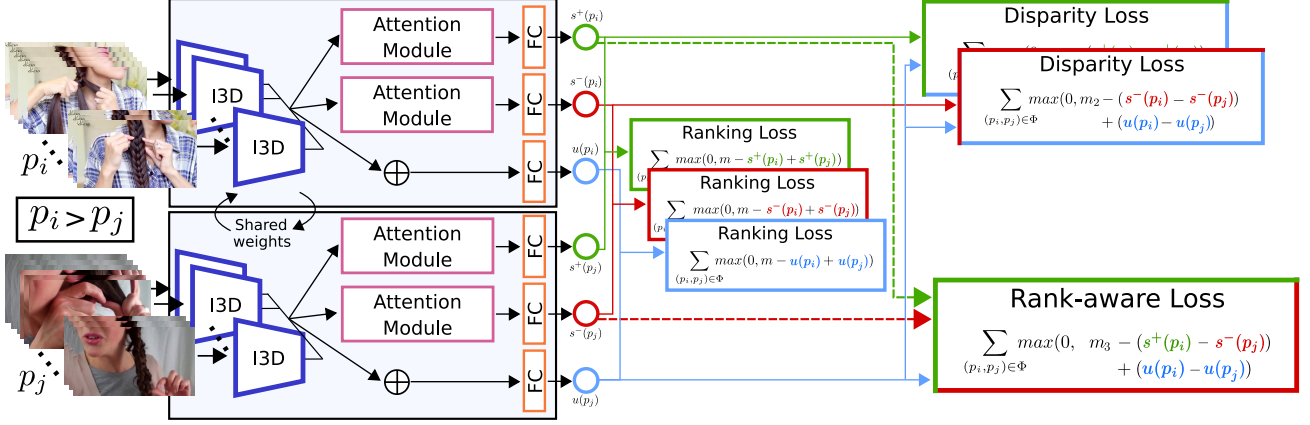 p_i
p_i > p_j
p_j
I3D
I3D
Attention
Module
Attention
Module
FC
FC
FC
s⁺(p_i)
s⁻(p_i)
u(p_i)
Shared
weights
I3D
I3D
Attention
Module
Attention
Module
FC
FC
FC
s⁺(p_j)
s⁻(p_j)
u(p_j)
Ranking Loss
∑ max(0, m − s⁺(p_i) + s⁺(p_j))
Ranking Loss
∑ max(0, m − s⁻(p_i) + s⁻(p_j))
Ranking Loss
∑ max(0, m − u(p_i) + u(p_j))
(p_i,p_j)∈Φ
Disparity Loss
Disparity Loss
∑ max(0, m₂ − (s⁻(p_i) − s⁻(p_j))
(p_i,p_j)∈Φ + (u(p_i) − u(p_j))
Rank-aware Loss
∑ max(0, m₃ − (s⁺(p_i) − s⁻(p_j))
(p_i,p_j)∈Φ + (u(p_i) − u(p_j))